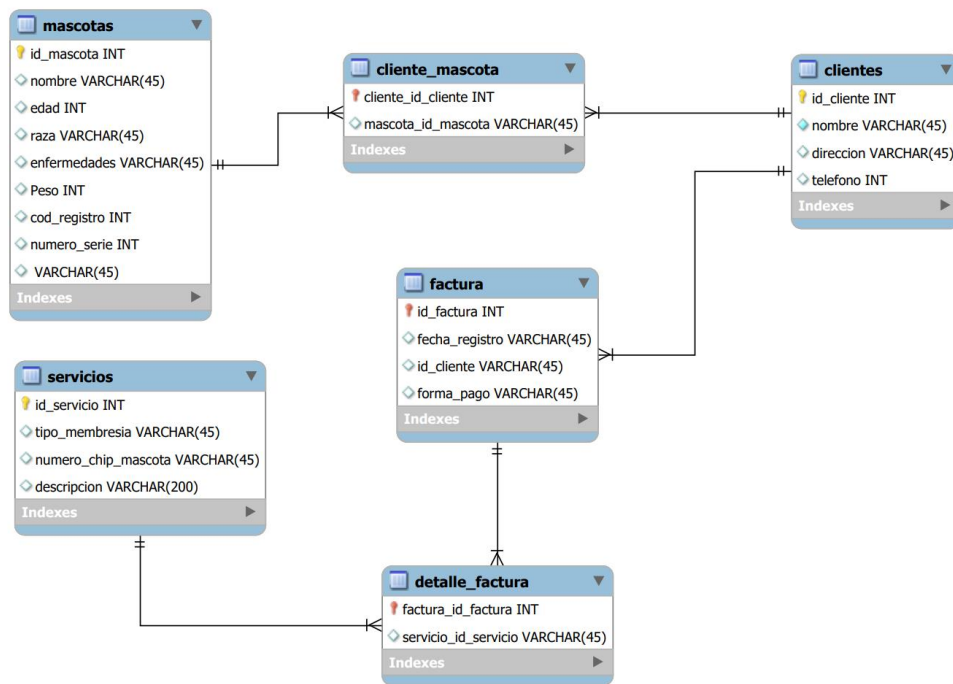 mascotas
id_mascota INT
nombre VARCHAR(45)
edad INT
raza VARCHAR(45)
enfermedades VARCHAR(45)
Peso INT
cod_registro INT
numero_serie INT
VARCHAR(45)
Indexes
cliente_mascota
cliente_id_cliente INT
mascota_id_mascota VARCHAR(45)
Indexes
clientes
id_cliente INT
nombre VARCHAR(45)
direccion VARCHAR(45)
telefono INT
Indexes
factura
id_factura INT
fecha_registro VARCHAR(45)
id_cliente VARCHAR(45)
forma_pago VARCHAR(45)
Indexes
servicios
id_servicio INT
tipo_membresia VARCHAR(45)
numero_chip_mascota VARCHAR(45)
descripcion VARCHAR(200)
Indexes
detalle_factura
factura_id_factura INT
servicio_id_servicio VARCHAR(45)
Indexes